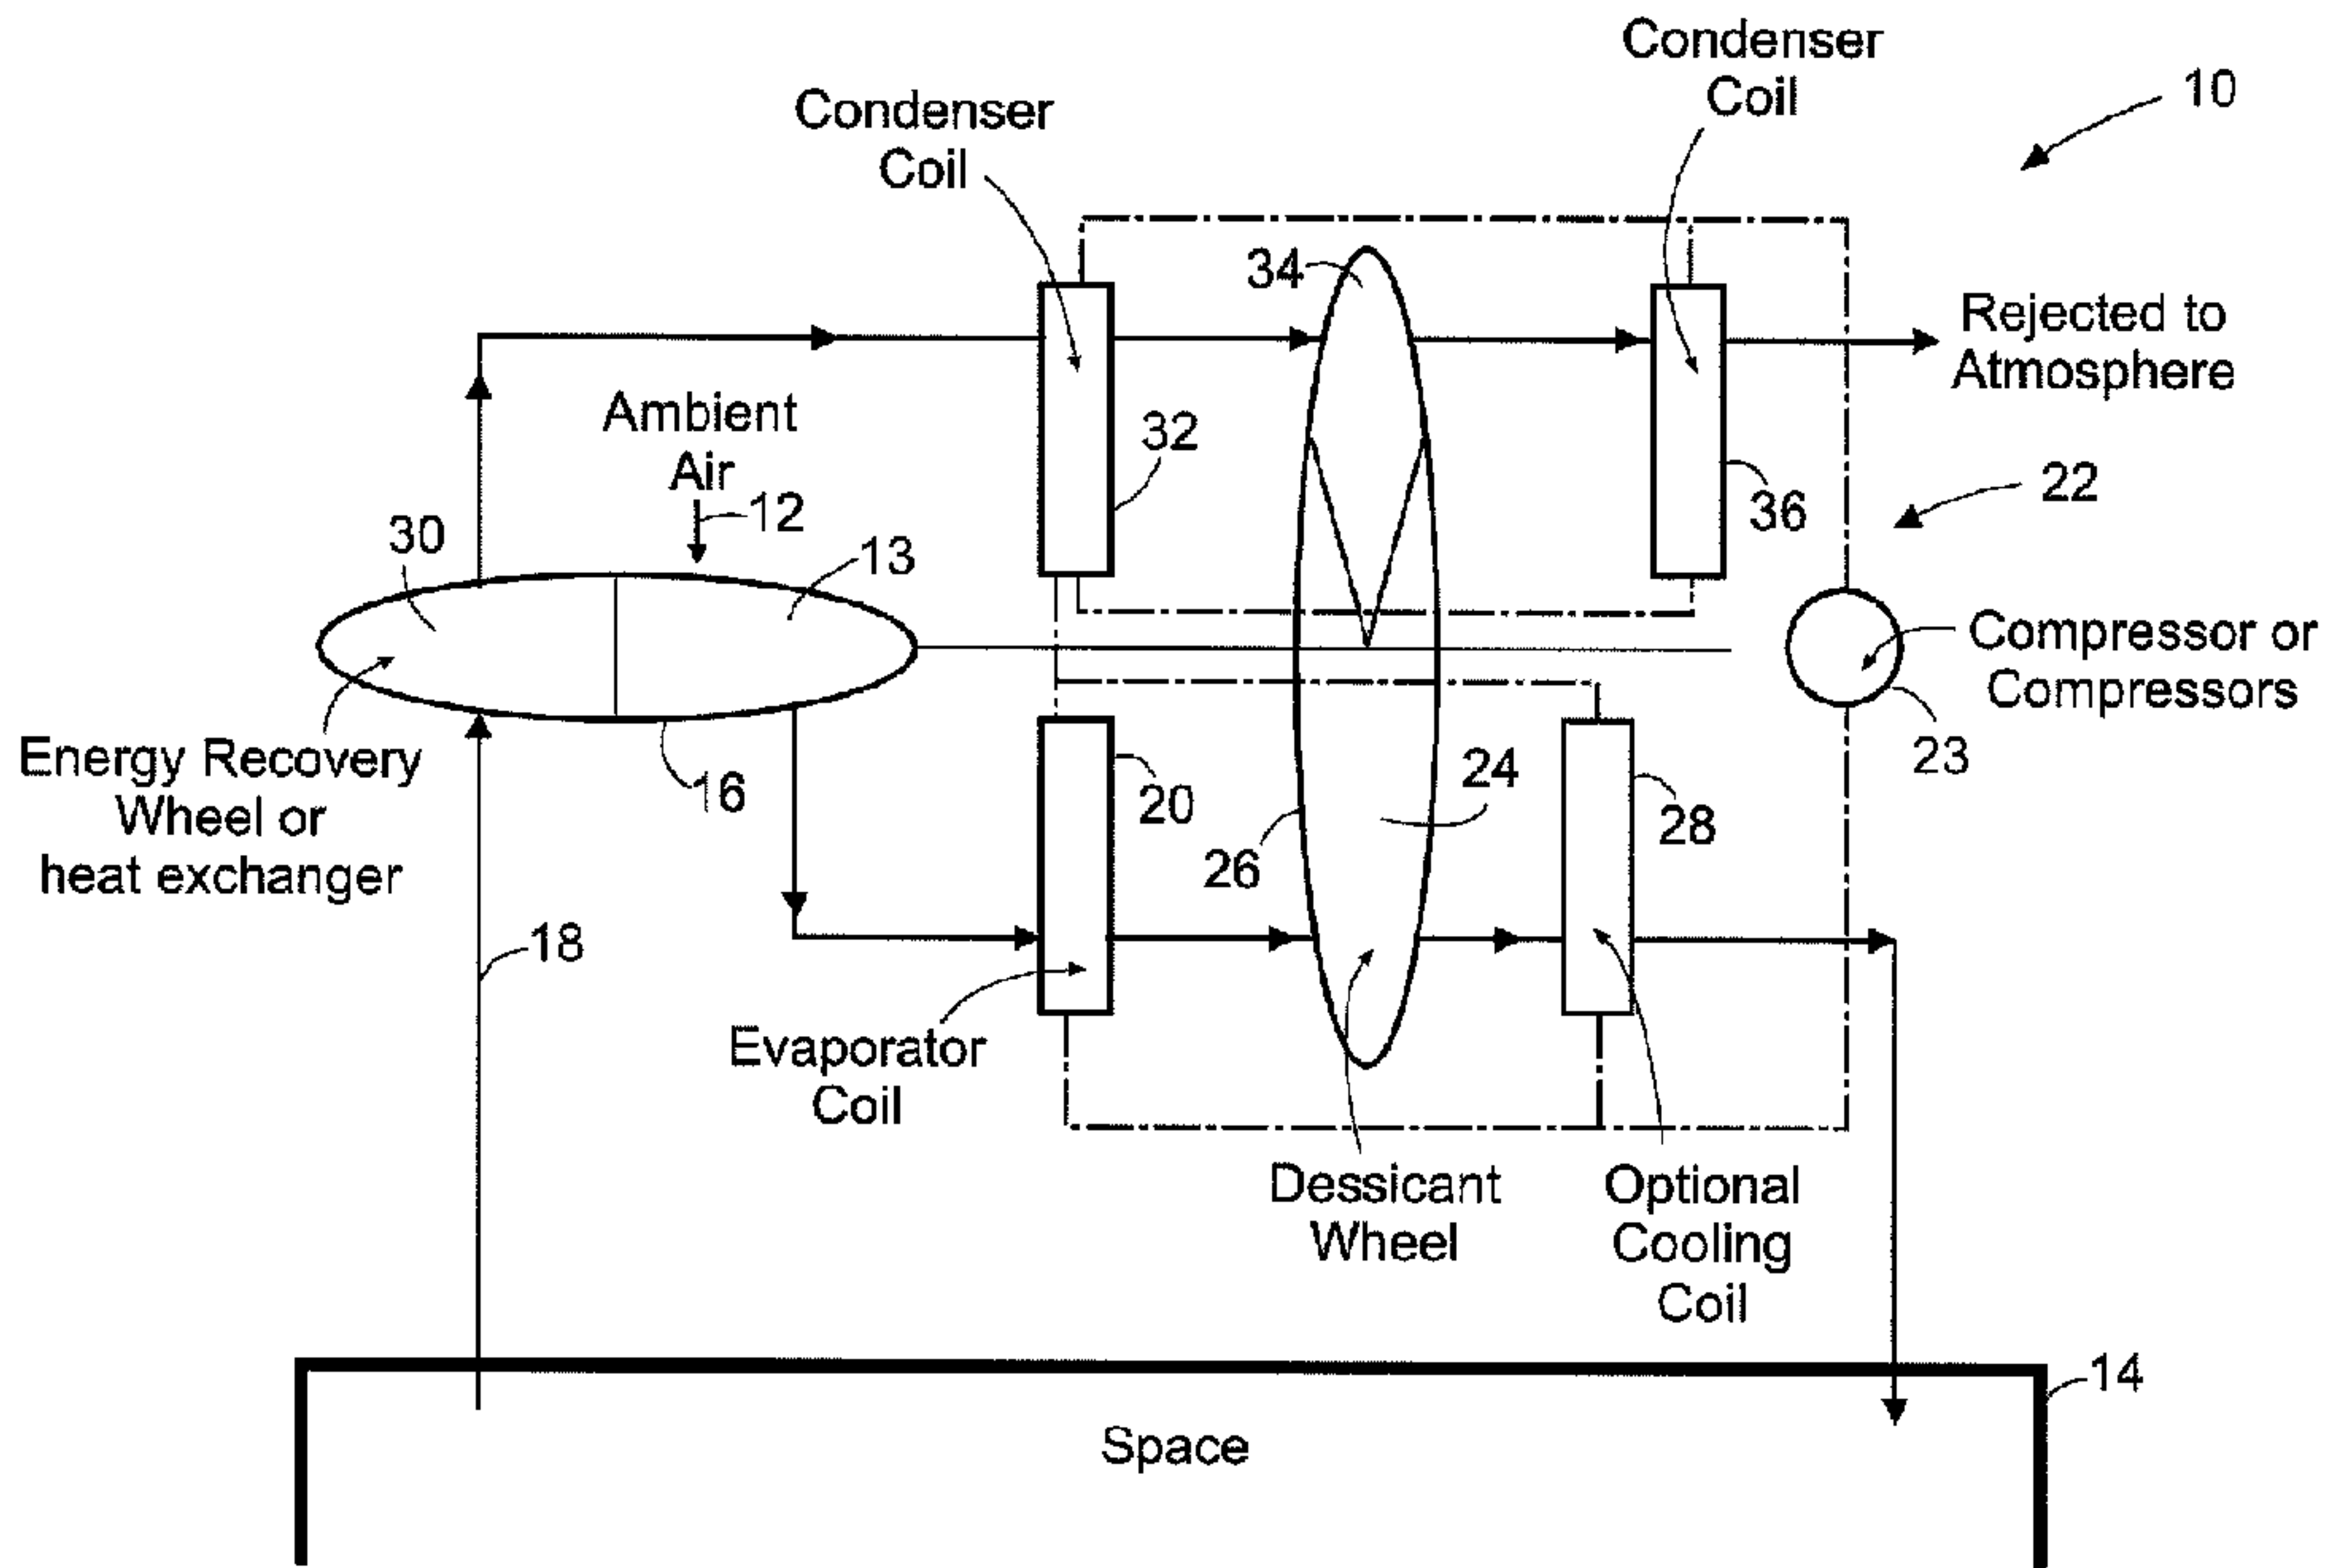 Condenser
Coil
10
Condenser
Coil
34
Rejected to
Atmosphere
Ambient
Air
12
32
36
22
30
13
Compressor or
Compressors
23
Energy Recovery
Wheel or
heat exchanger
16
20
24
26
28
18
Evaporator
Coil
Dessicant
Wheel
Optional
Cooling
Coil
14
Space